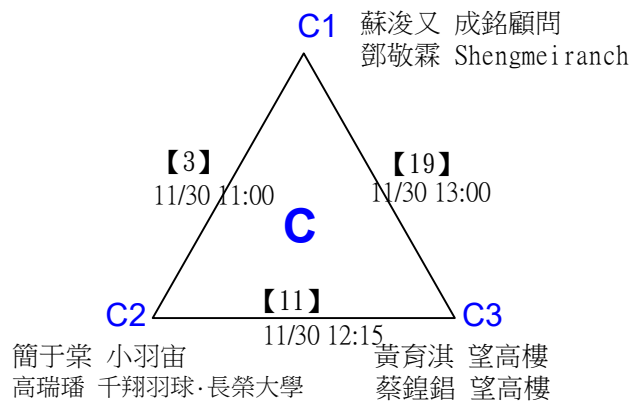 C1
蘇浚又 成銘顧問
鄧敬霖 Shengmeiranch
【3】
11/30 11:00
【19】
11/30 13:00
C
C2
【11】
11/30 12:15
C3
簡于棠 小羽宙
高瑞璠 千翔羽球·長榮大學
黃育淇 望高樓
蔡鍠錩 望高樓